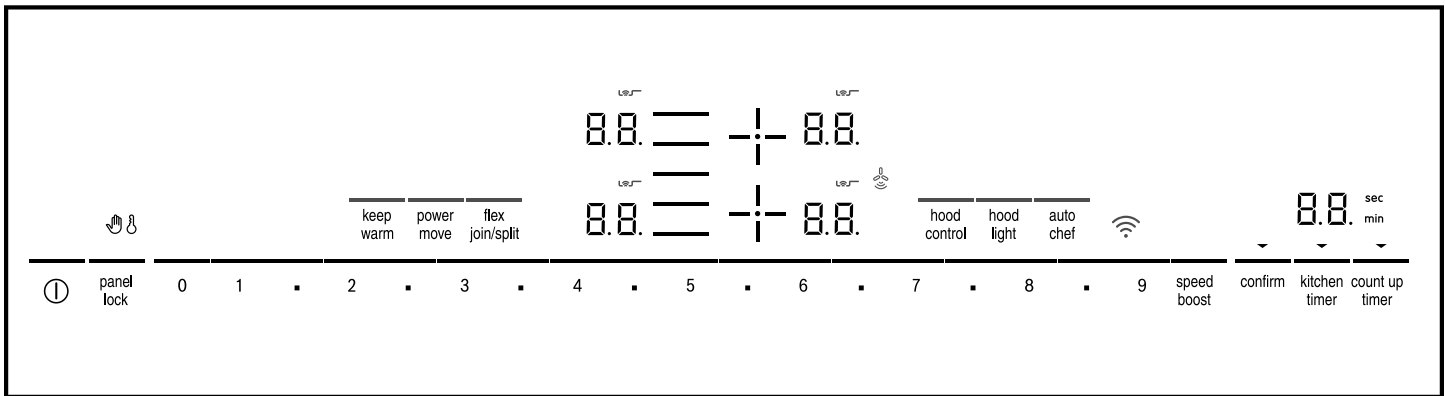 8.8. 8.8.
8.8. 8.8.
8.8. sec
min
keep warm
power move
flex join/split
hood control
hood light
auto chef
panel lock
0 1 . 2 . 3 . 4 . 5 . 6 . 7 . 8 . 9
speed boost
confirm
kitchen timer
count up timer